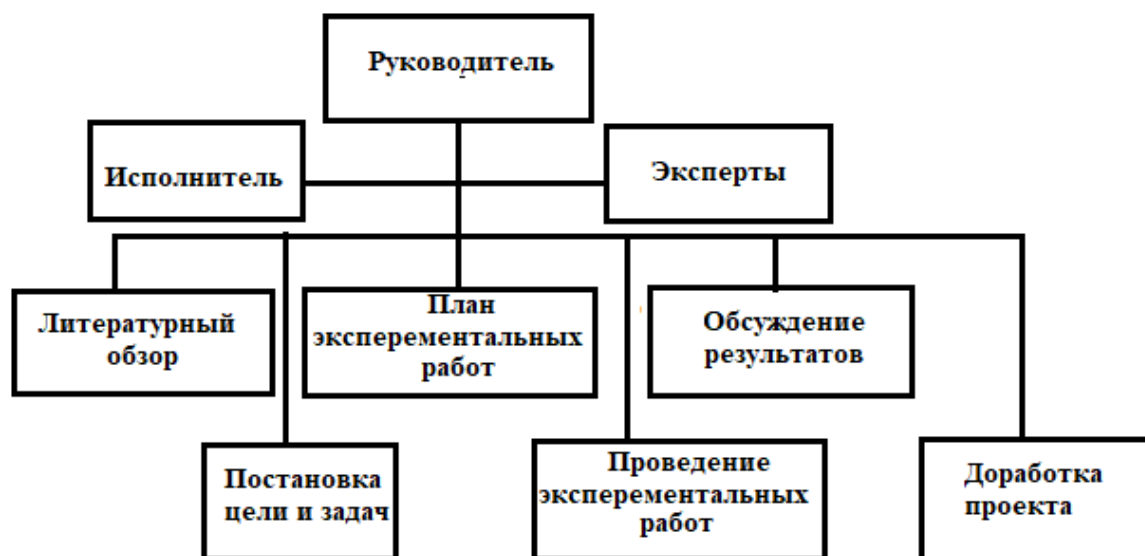 Руководитель
Исполнитель
Эксперты
Литературный
обзор
План
эксперементальных
работ
Обсуждение
результатов
Постановка
цели и задач
Проведение
эксперементальных
работ
Доработка
проекта